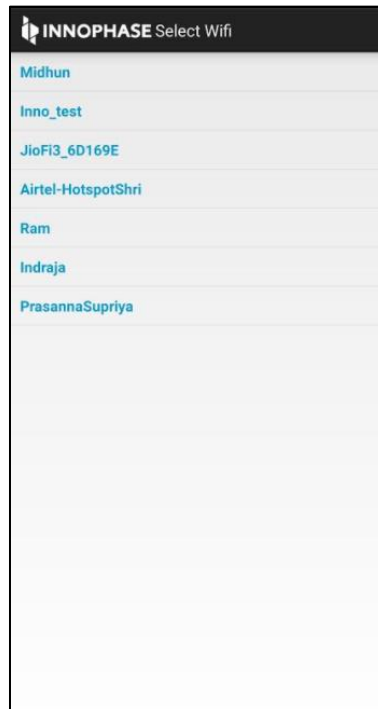 INNOPHASE Select Wifi
Midhun
Inno_test
JioFi3_6D169E
Airtel-HotspotShri
Ram
Indraja
PrasannaSupriya